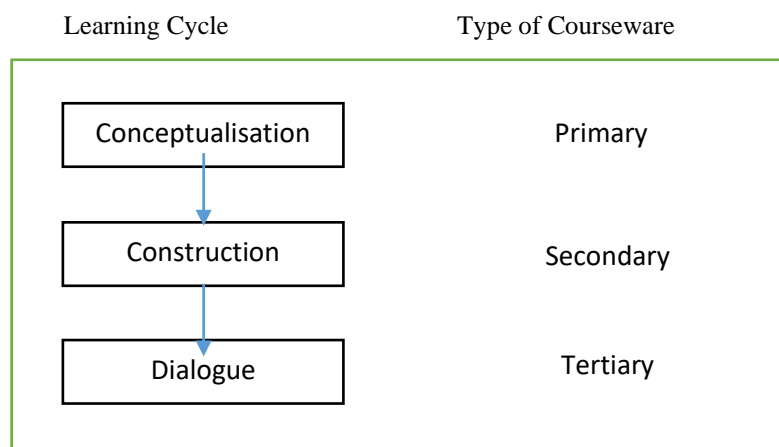 Learning Cycle Type of Courseware
Conceptualisation Primary
Construction Secondary
Dialogue Tertiary